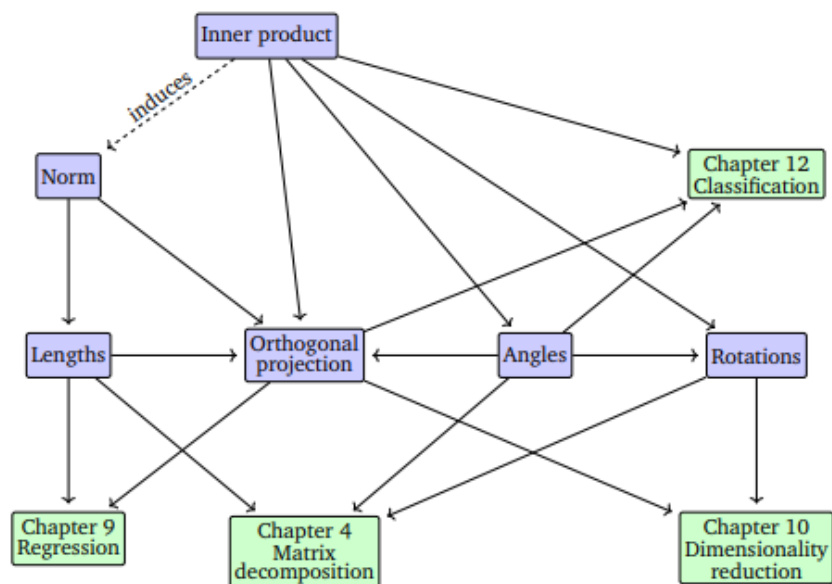 Inner product
induces
Norm
Chapter 12
Classification
Lengths
Orthogonal
projection
Angles
Rotations
Chapter 9
Regression
Chapter 4
Matrix
decomposition
Chapter 10
Dimensionality
reduction